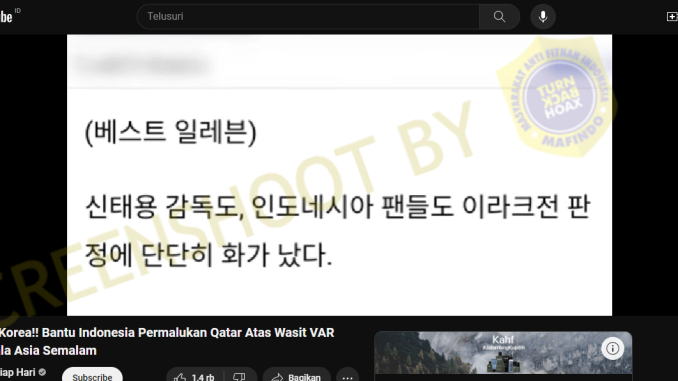 be ID
Telusuri
(베스트 일레븐)
신태용 감독도, 인도네시아 팬들도 이라크전 판
정에 단단히 화가 났다.
SCREENSHOOT BY
MASYARAKAT ANTI FITNAH INDONESIA
TURN
BACK
HOAX
MAFINDO
Korea!! Bantu Indonesia Permalukan Qatar Atas Wasit VAR
la Asia Semalam
iap Hari
Subscribe
1,4 rb
Bagikan
Kahf